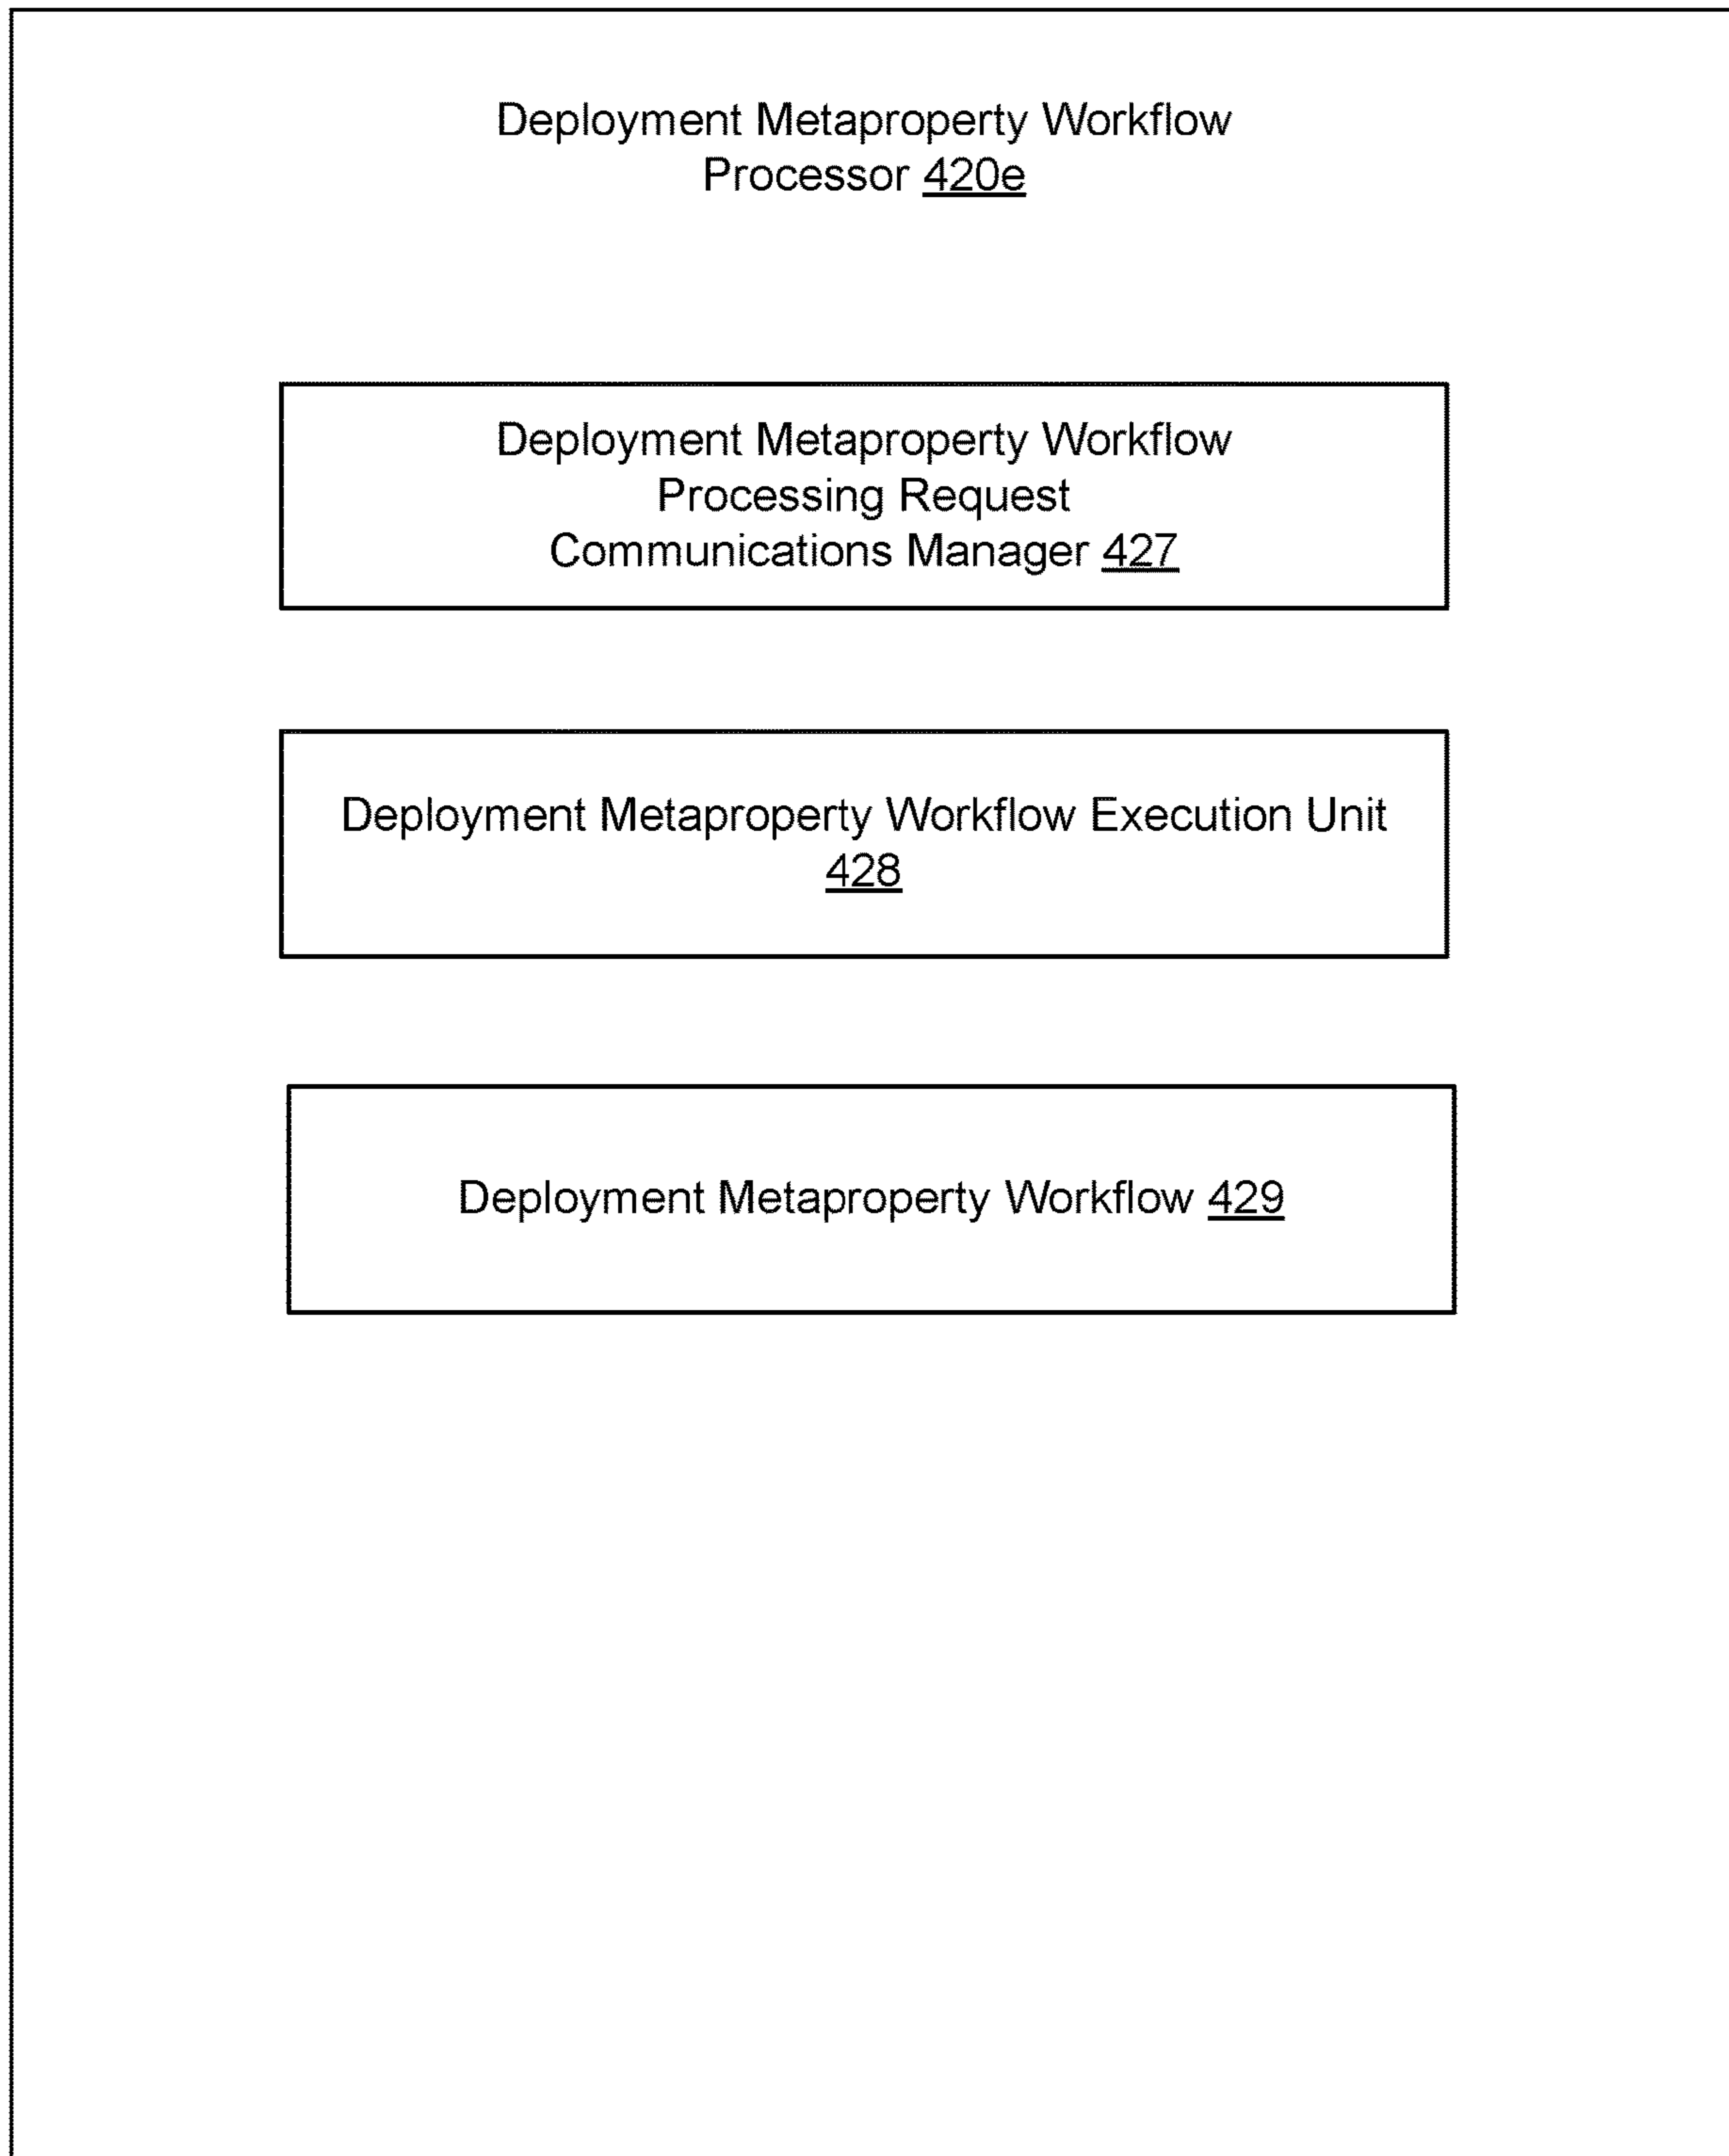 Deployment Metaproperty Workflow
Processor 420e
Deployment Metaproperty Workflow
Processing Request
Communications Manager 427
Deployment Metaproperty Workflow Execution Unit
428
Deployment Metaproperty Workflow 429